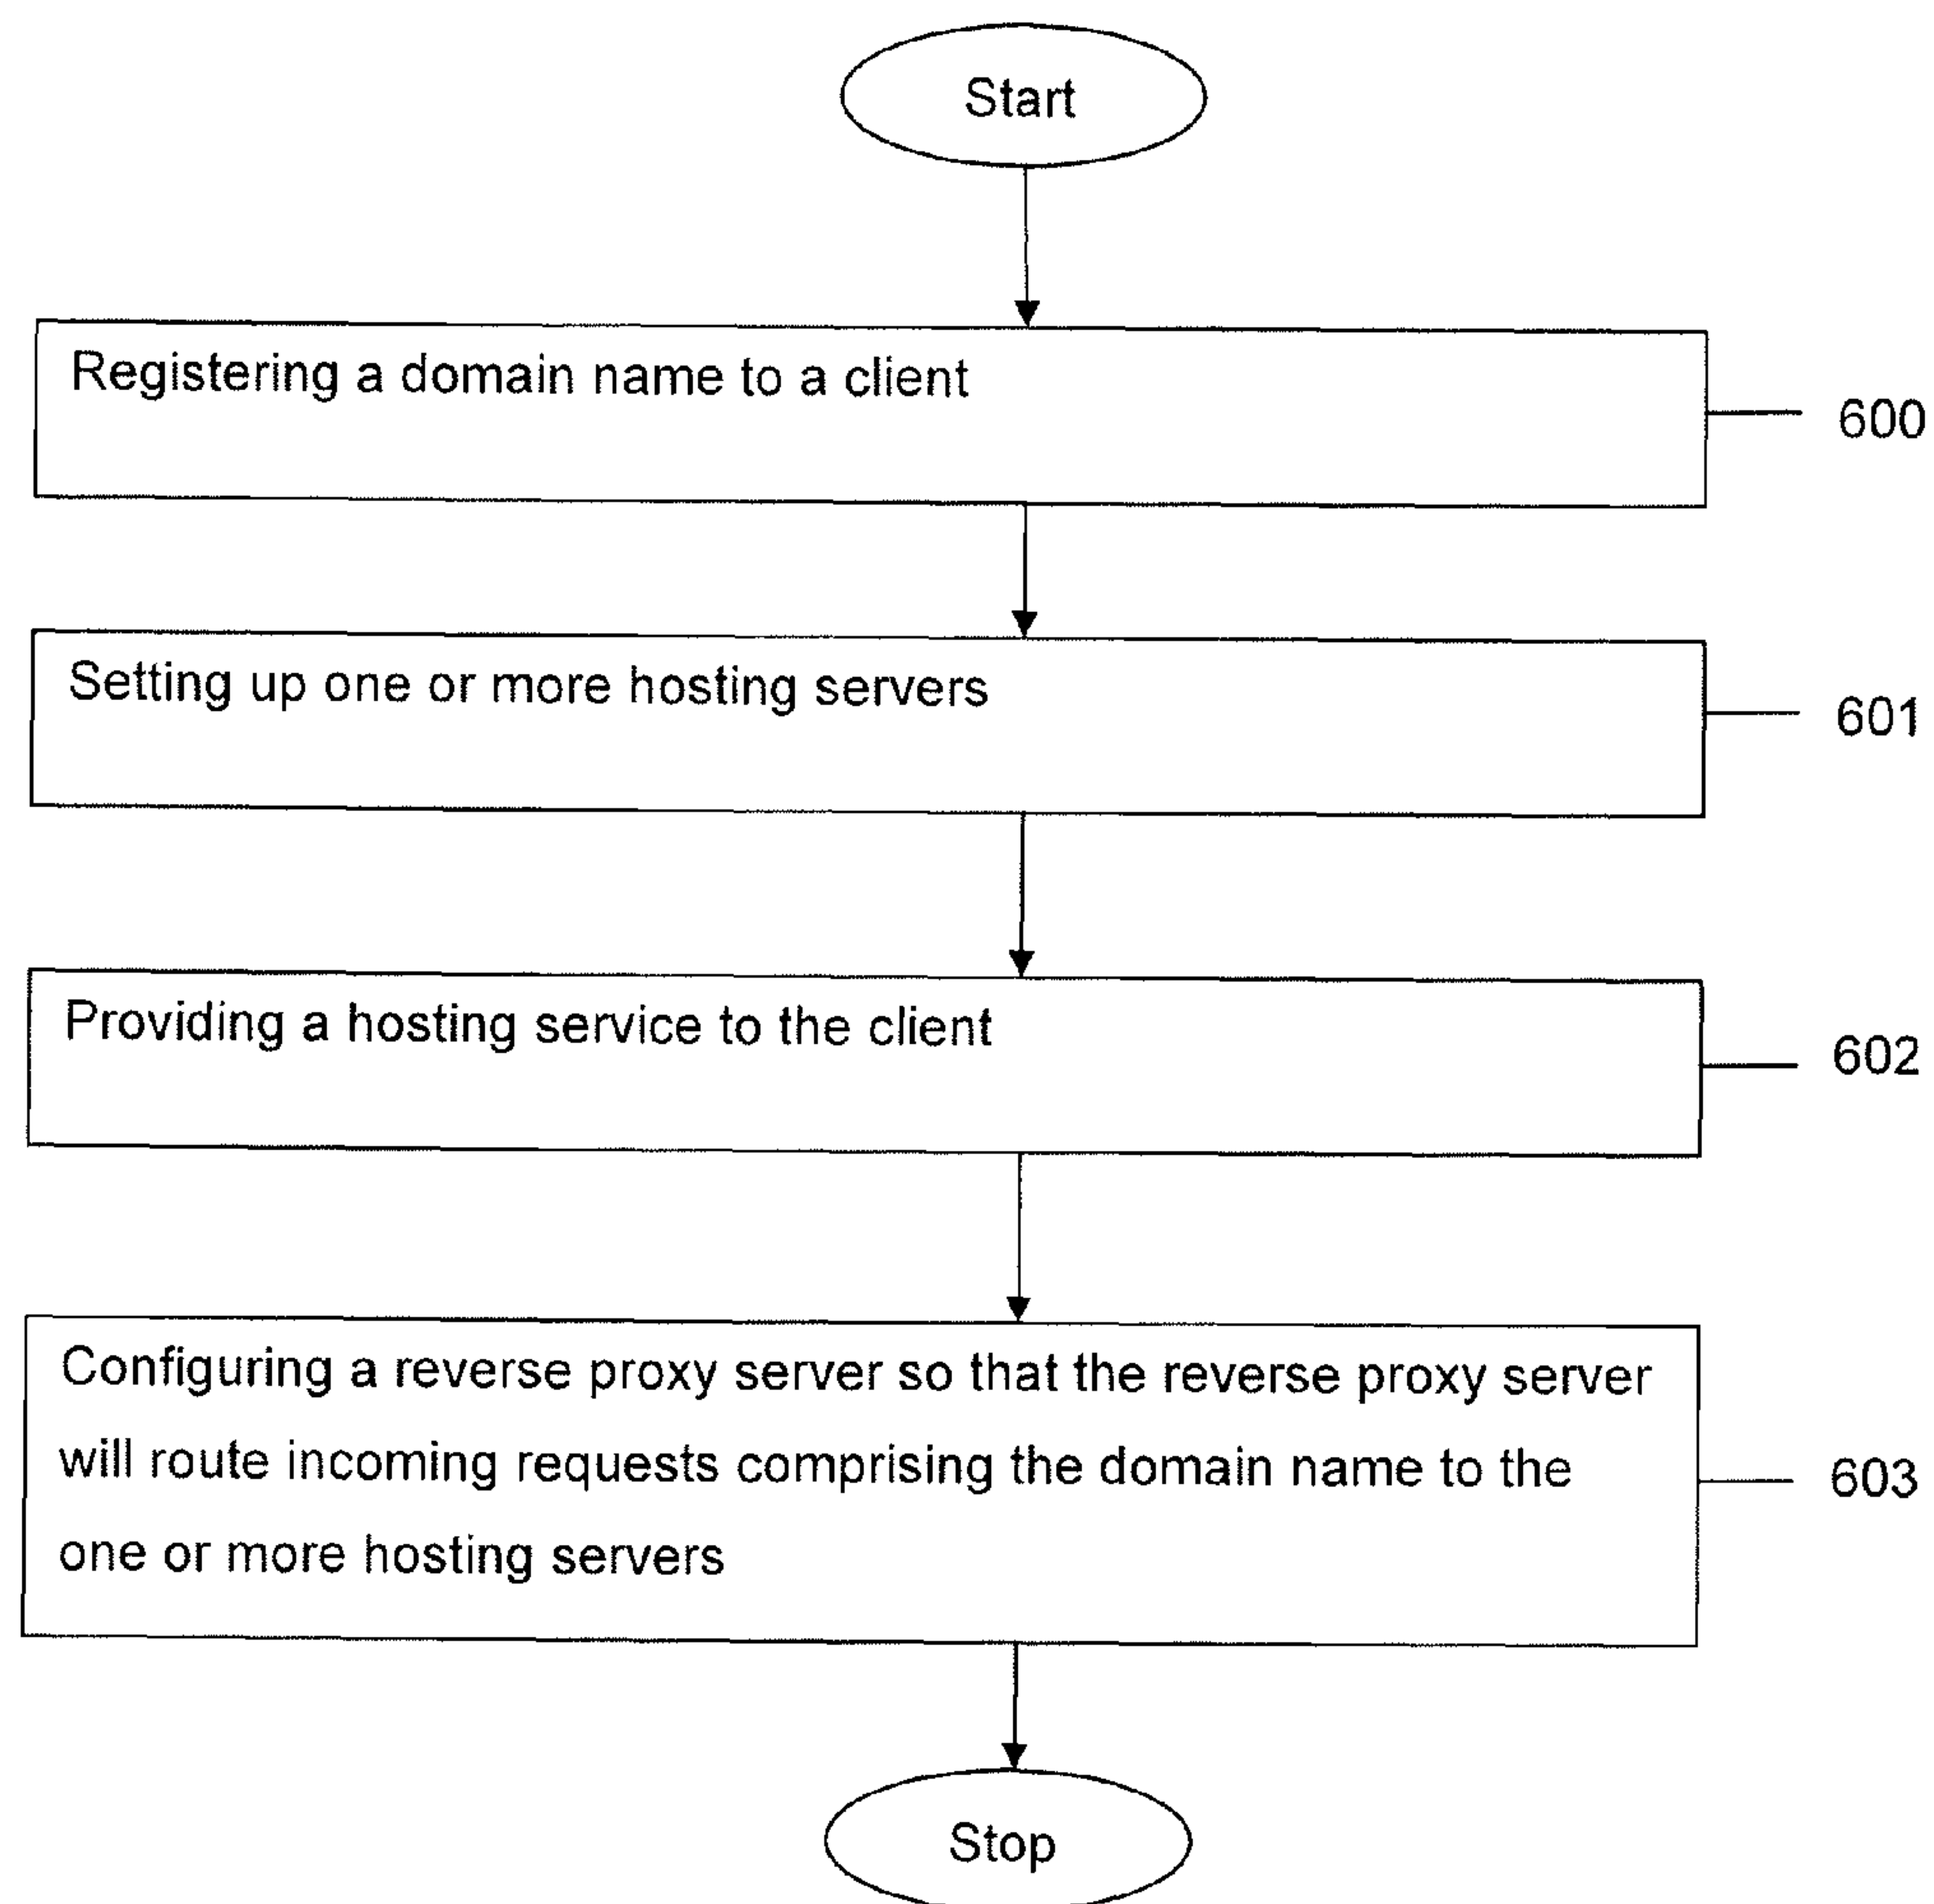 Start
Registering a domain name to a client
600
Setting up one or more hosting servers
601
Providing a hosting service to the client
602
Configuring a reverse proxy server so that the reverse proxy server
will route incoming requests comprising the domain name to the
one or more hosting servers
603
Stop